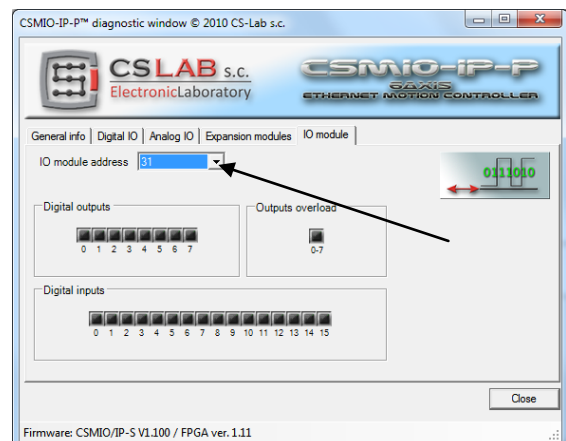 CSMIO-IP-P™ diagnostic window © 2010 CS-Lab s.c.
CSLAB s.c.
ElectronicLaboratory
CSMIO-IP-P
6AXIS
ETHERNET MOTION CONTROLLER
General info Digital IO Analog IO Expansion modules IO module
IO module address 31
0111010
Digital outputs
0 1 2 3 4 5 6 7
Outputs overload
0-7
Digital inputs
0 1 2 3 4 5 6 7 8 9 10 11 12 13 14 15
Close
Firmware: CSMIO/IP-S V1.100 / FPGA ver. 1.11